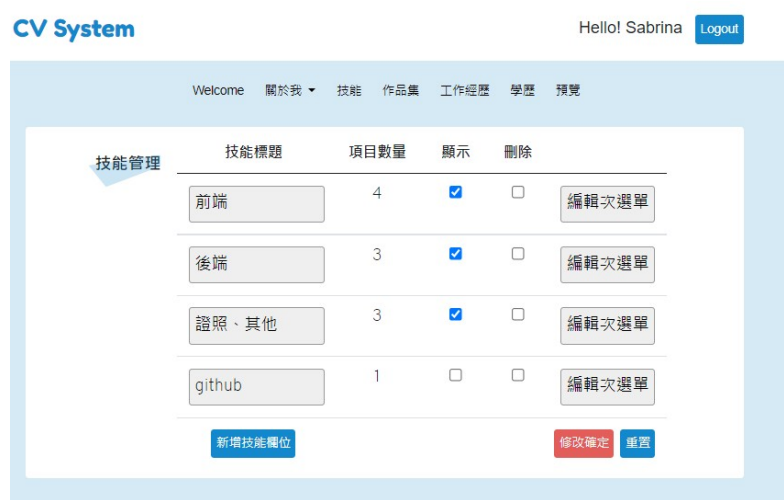 CV System
Hello! Sabrina Logout
Welcome 關於我 技能 作品集 工作經歷 學歷 預覽
技能管理
技能標題 項目數量 顯示 刪除
前端 4 編輯次選單
後端 3 編輯次選單
證照、其他 3 編輯次選單
github 1 編輯次選單
新增技能欄位 修改確定 重置